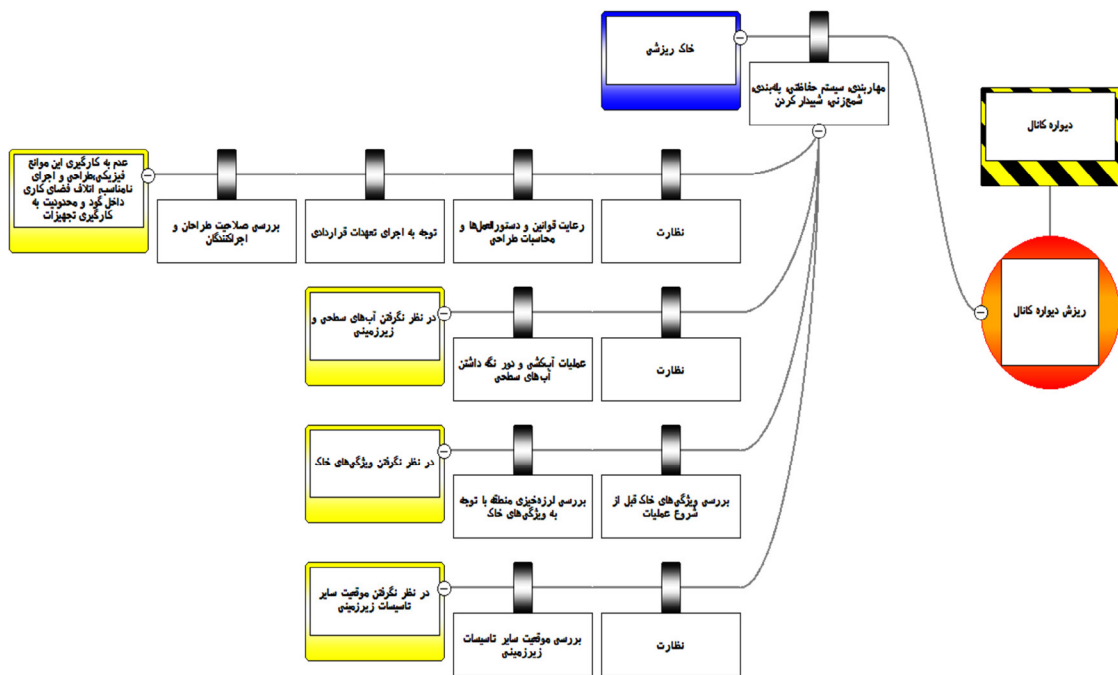 خاک ریزشی
مهاربندی، سیستم حفاظتی، پله‌بندی،
شمع‌زنی، شیبدار کردن
دیواره کانال
ریزش دیواره کانال
عدم به کارگیری این موانع
فیزیکی،طراحی و اجرای
نامناسب، اتلاف فضای کاری
داخل گود و محدودیت به
کارگیری تجهیزات
بررسی صلاحیت طراحان و
اجراکنندگان
توجه به اجرای تعهدات قراردادی
رعایت قوانین و دستورالعمل‌ها و
محاسبات طراحی
نظارت
در نظر نگرفتن آب‌های سطحی و
زیرزمینی
عملیات آبکشی و دور نگه داشتن
آب‌های سطحی
نظارت
در نظر نگرفتن ویژگی‌های خاک
بررسی لرزه‌خیزی منطقه با توجه
به ویژگی‌های خاک
بررسی ویژگی‌های خاک قبل از
شروع عملیات
در نظر نگرفتن موقعیت سایر
تاسیسات زیرزمینی
بررسی موقعیت سایر تاسیسات
زیرزمینی
نظارت